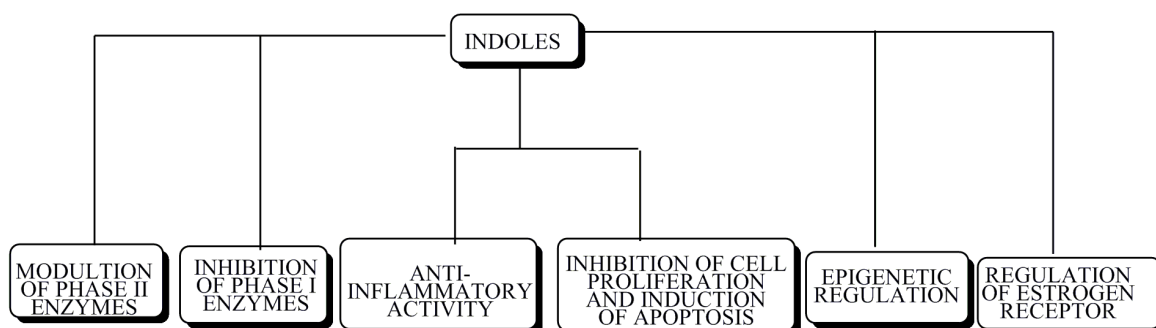 INDOLES
MODULTION
OF PHASE II
ENZYMES
INHIBITION
OF PHASE I
ENZYMES
ANTI-
INFLAMMATORY
ACTIVITY
INHIBITION OF CELL
PROLIFERATION
AND INDUCTION
OF APOPTOSIS
EPIGENETIC
REGULATION
REGULATION
OF ESTROGEN
RECEPTOR